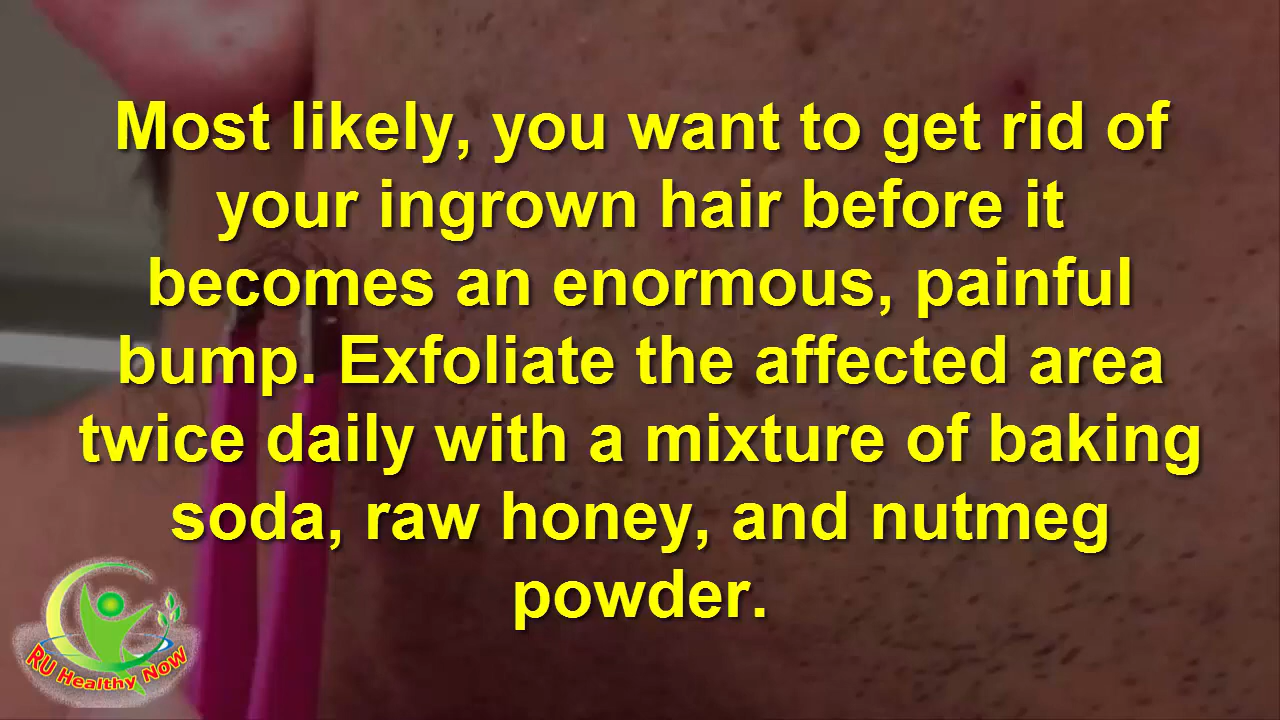 Most likely, you want to get rid of
your ingrown hair before it
becomes an enormous, painful
bump. Exfoliate the affected area
twice daily with a mixture of baking
soda, raw honey, and nutmeg
powder.
RU Healthy Now